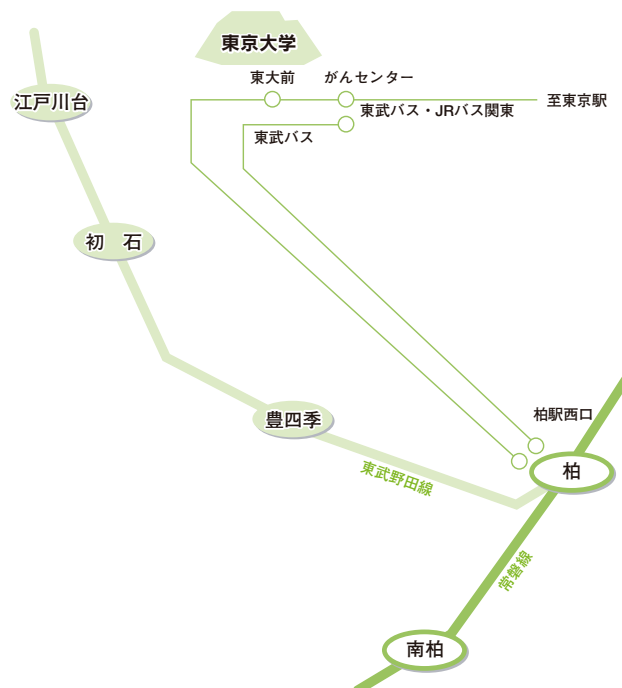 東京大学
東大前
がんセンター
江戸川台
至東京駅
東武バス・JRバス関東
東武バス
初　石
柏駅西口
豊四季
柏
東武野田線
常磐線
南柏